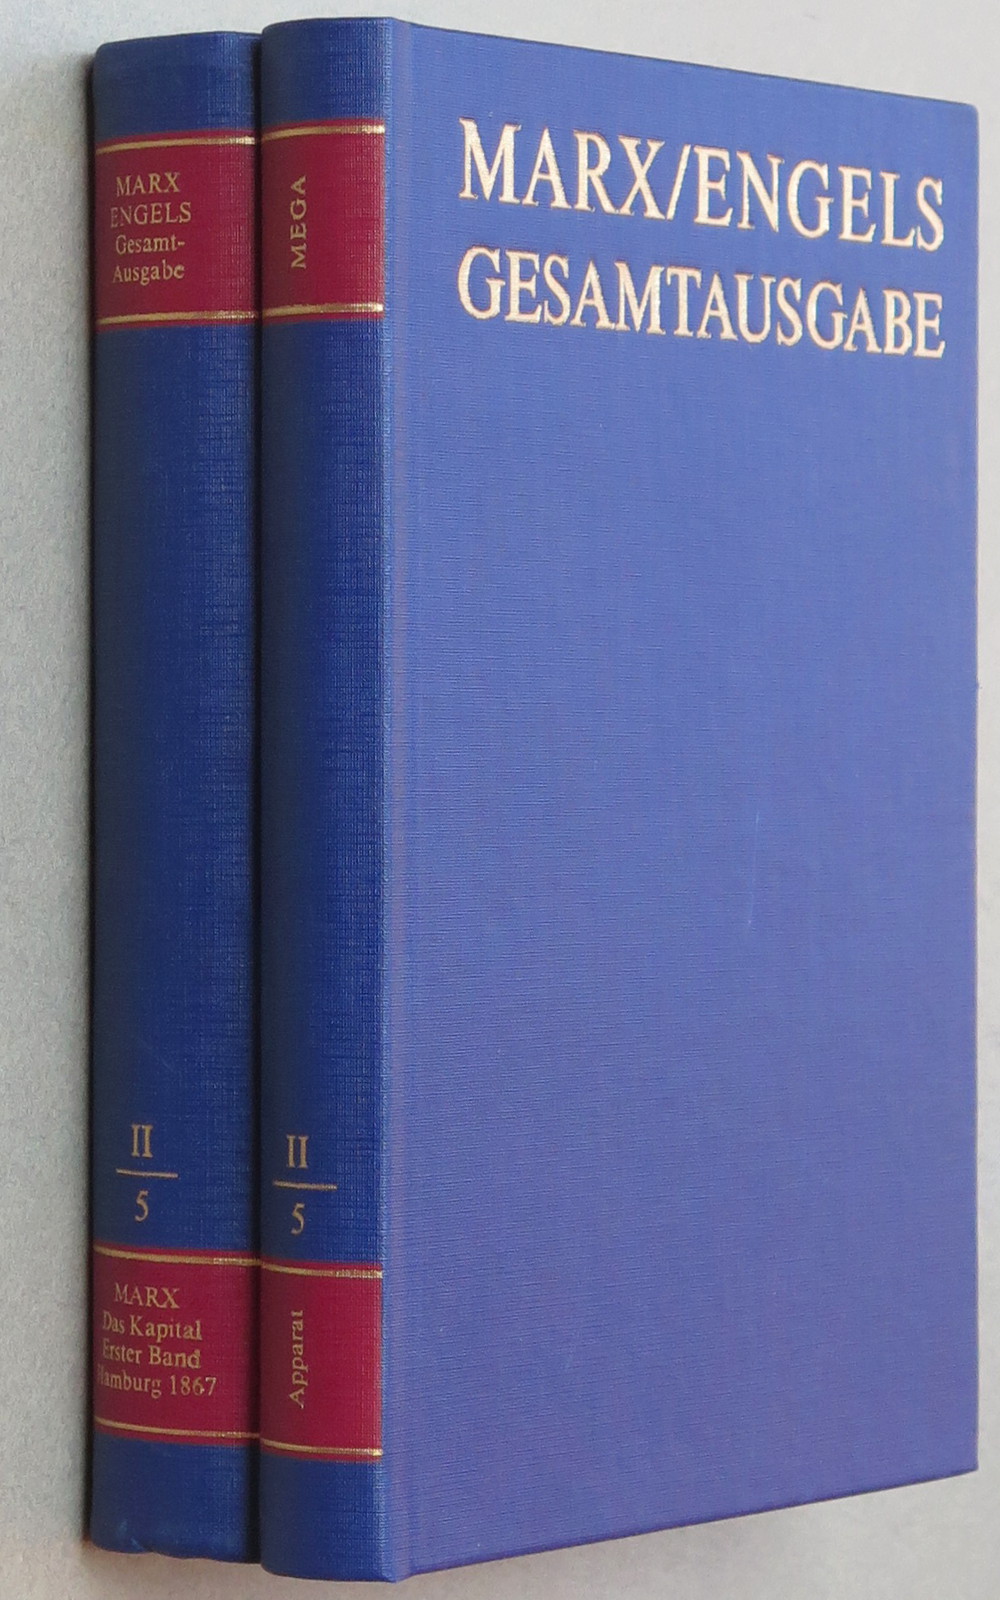 MARX
ENGELS
Gesamt-
Ausgabe
II
5
MARX
Das Kapital
Erster Band
Hamburg 1867
MEGA
II
5
Apparat
MARX/ENGELS
GESAMTAUSGABE